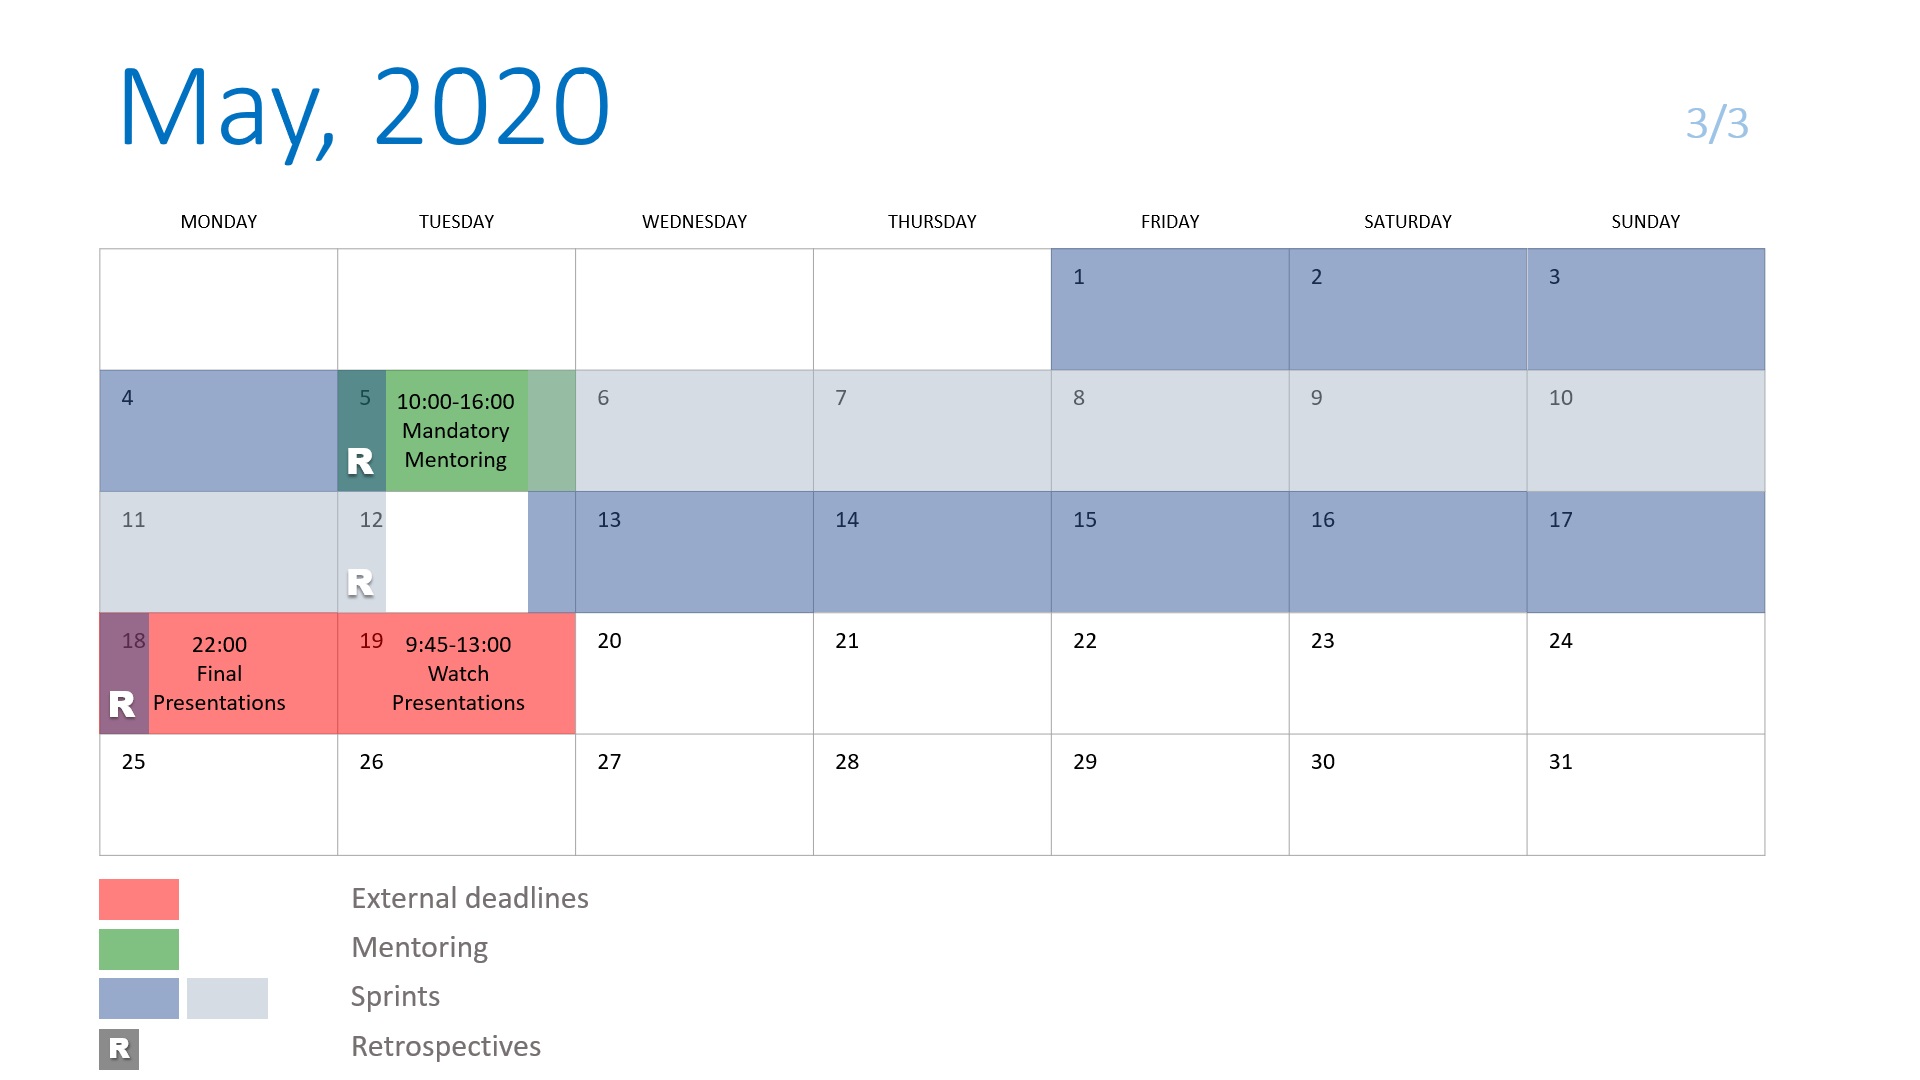 May, 2020
3/3
MONDAY TUESDAY WEDNESDAY THURSDAY FRIDAY SATURDAY SUNDAY
1 2 3
4 5 10:00-16:00 6 7 8 9 10
Mandatory
R Mentoring
11 12 13 14 15 16 17
R
18 22:00 19 9:45-13:00 20 21 22 23 24
Final Watch
R Presentations Presentations
25 26 27 28 29 30 31
External deadlines
Mentoring
Sprints
R Retrospectives